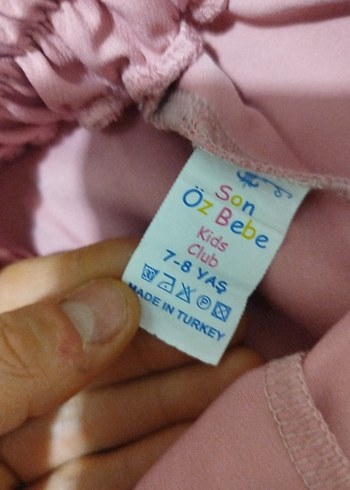 Son
Öz Bebe
Kids
Club
7-8 YAŞ
MADE IN TURKEY